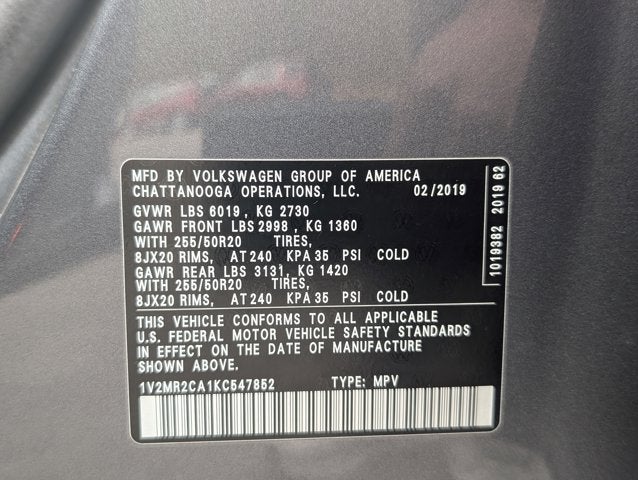 MFD BY VOLKSWAGEN GROUP OF AMERICA
CHATTANOOGA OPERATIONS, LLC. 02/2019
GVWR LBS 6019, KG 2730
GAWR FRONT LBS 2998, KG 1360
WITH 255/50R20 TIRES,
8JX20 RIMS, AT 240 KPA 35 PSI COLD
GAWR REAR LBS 3131, KG 1420
WITH 255/50R20 TIRES,
8JX20 RIMS, AT 240 KPA 35 PSI COLD
THIS VEHICLE CONFORMS TO ALL APPLICABLE
U.S. FEDERAL MOTOR VEHICLE SAFETY STANDARDS
IN EFFECT ON THE DATE OF MANUFACTURE
SHOWN ABOVE.
1V2MR2CA1KC547852 TYPE: MPV
1019382 2019 62